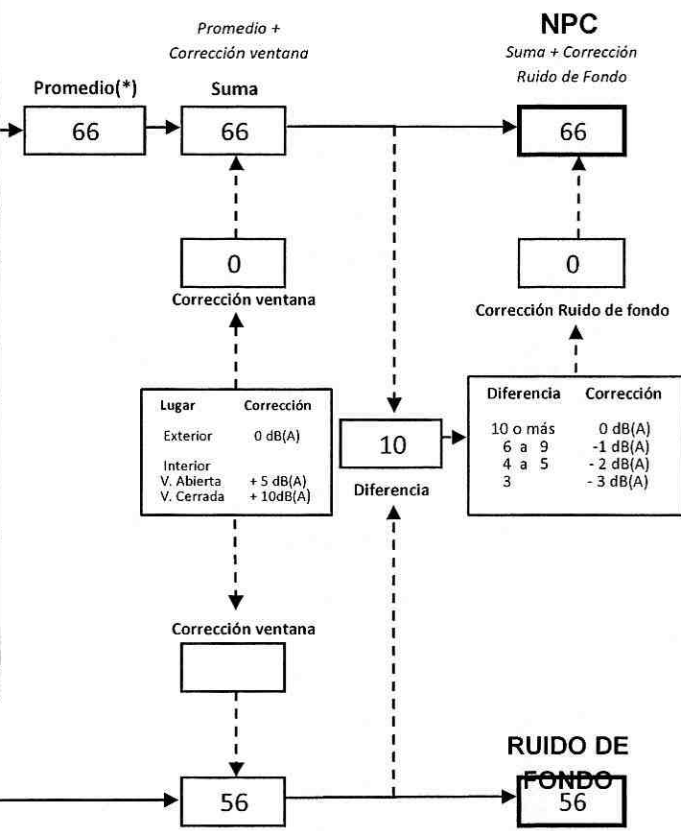 Promedio +
Corrección ventana
NPC
Suma + Corrección
Ruido de Fondo
Promedio(*)
Suma
66
66
66
0
0
Corrección ventana
Corrección Ruido de fondo
Lugar Corrección
Exterior 0 dB(A)
Interior
V. Abierta + 5 dB(A)
V. Cerrada + 10dB(A)
10
Diferencia
Diferencia Corrección
10 o más 0 dB(A)
6 a 9 -1 dB(A)
4 a 5 - 2 dB(A)
3 - 3 dB(A)
Corrección ventana
RUIDO DE
FONDO
56
56